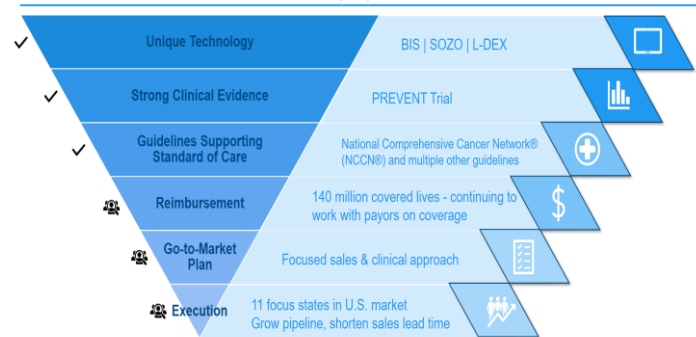 Unique Technology
BIS | SOZO | L-DEX
Strong Clinical Evidence
PREVENT Trial
Guidelines Supporting
Standard of Care
National Comprehensive Cancer Network®
(NCCN®) and multiple other guidelines
Reimbursement
140 million covered lives - continuing to
work with payors on coverage
Go-to-Market
Plan
Focused sales & clinical approach
Execution
11 focus states in U.S. market
Grow pipeline, shorten sales lead time